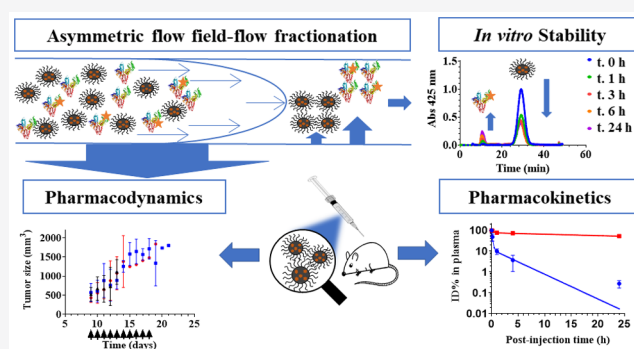 Asymmetric flow field-flow fractionation
In vitro Stability
Abs 425 nm
1.5
1.0
0.5
0.0
0
20
40
60
Time (min)
t. 0 h
t. 1 h
t. 3 h
t. 6 h
t. 24 h
Pharmacodynamics
Tumor size (mm³)
2000
1500
1000
500
0
5
10
15
20
25
Time (days)
Pharmacokinetics
ID% in plasma
100
10
1
0.1
0.01
0
5
10
15
20
25
Post-injection time (h)